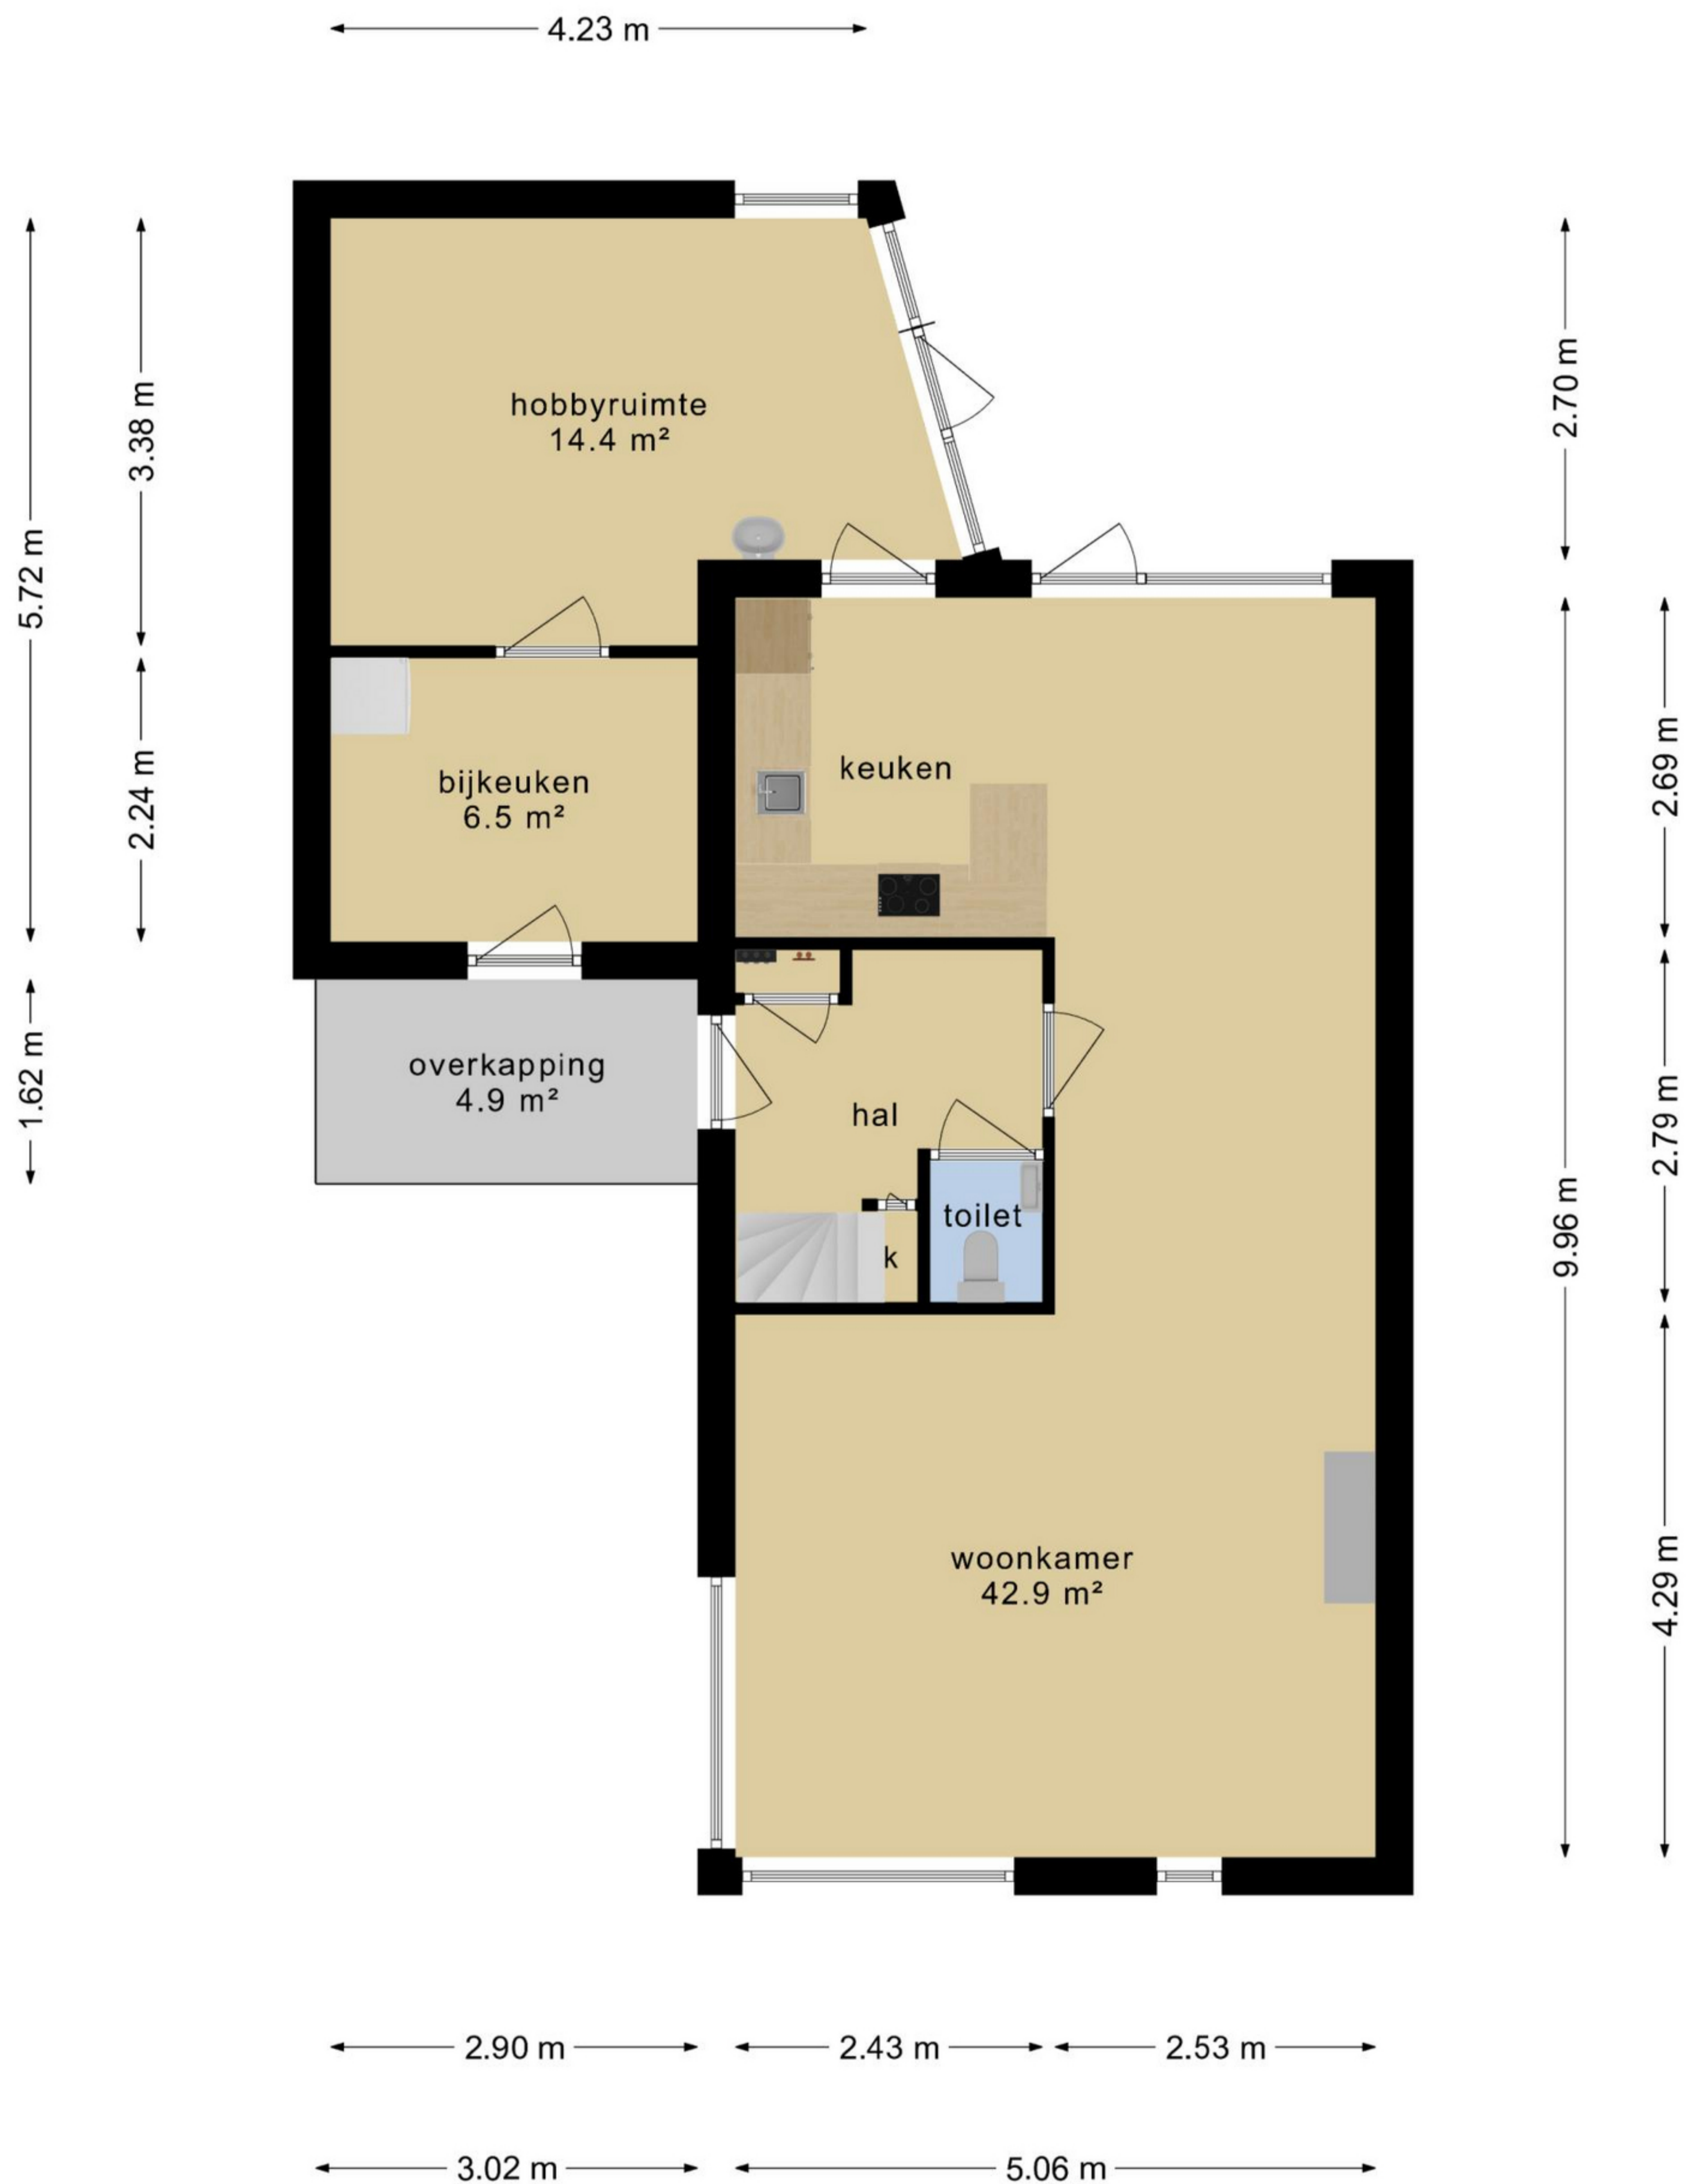 4.23 m
hobbyruimte
14.4 m²
2.70 m
3.38 m
5.72 m
keuken
2.69 m
bijkeuken
6.5 m²
2.24 m
overkapping
4.9 m²
1.62 m
hal
2.79 m
toilet
k
9.96 m
woonkamer
42.9 m²
4.29 m
2.90 m
2.43 m
2.53 m
3.02 m
5.06 m